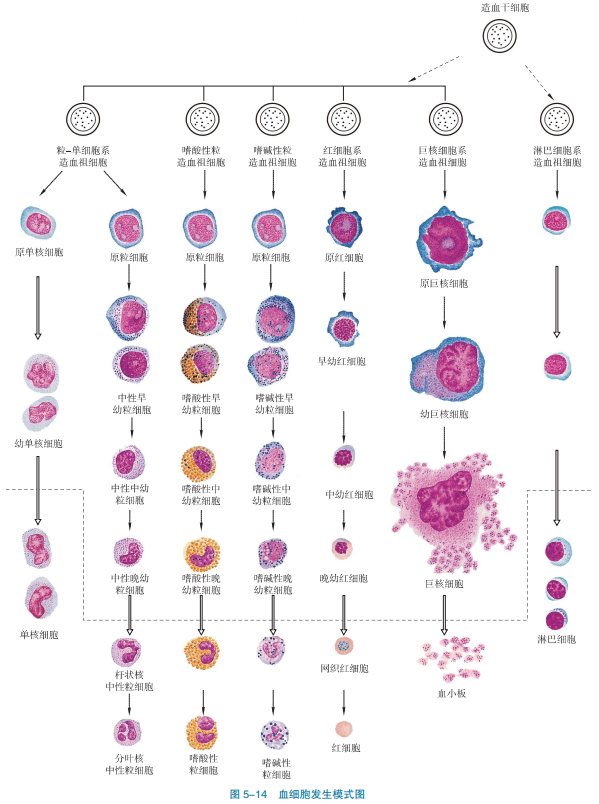 造血干细胞
粒-单细胞系
造血祖细胞
嗜酸性粒
造血祖细胞
嗜碱性粒
造血祖细胞
红细胞系
造血祖细胞
巨核细胞系
造血祖细胞
淋巴细胞系
造血祖细胞
原单核细胞
原粒细胞
原粒细胞
原粒细胞
原红细胞
原巨核细胞
早幼红细胞
中性早
幼粒细胞
嗜酸性早
幼粒细胞
嗜碱性早
幼粒细胞
幼巨核细胞
幼单核细胞
中性中幼
粒细胞
嗜酸性中
幼粒细胞
嗜碱性中
幼粒细胞
中幼红细胞
中性晚幼
粒细胞
嗜酸性晚
幼粒细胞
嗜碱性晚
幼粒细胞
晚幼红细胞
巨核细胞
单核细胞
淋巴细胞
杆状核
中性粒细胞
网织红细胞
血小板
分叶核
中性粒细胞
嗜酸性
粒细胞
嗜碱性
粒细胞
红细胞
图 5-14 血细胞发生模式图